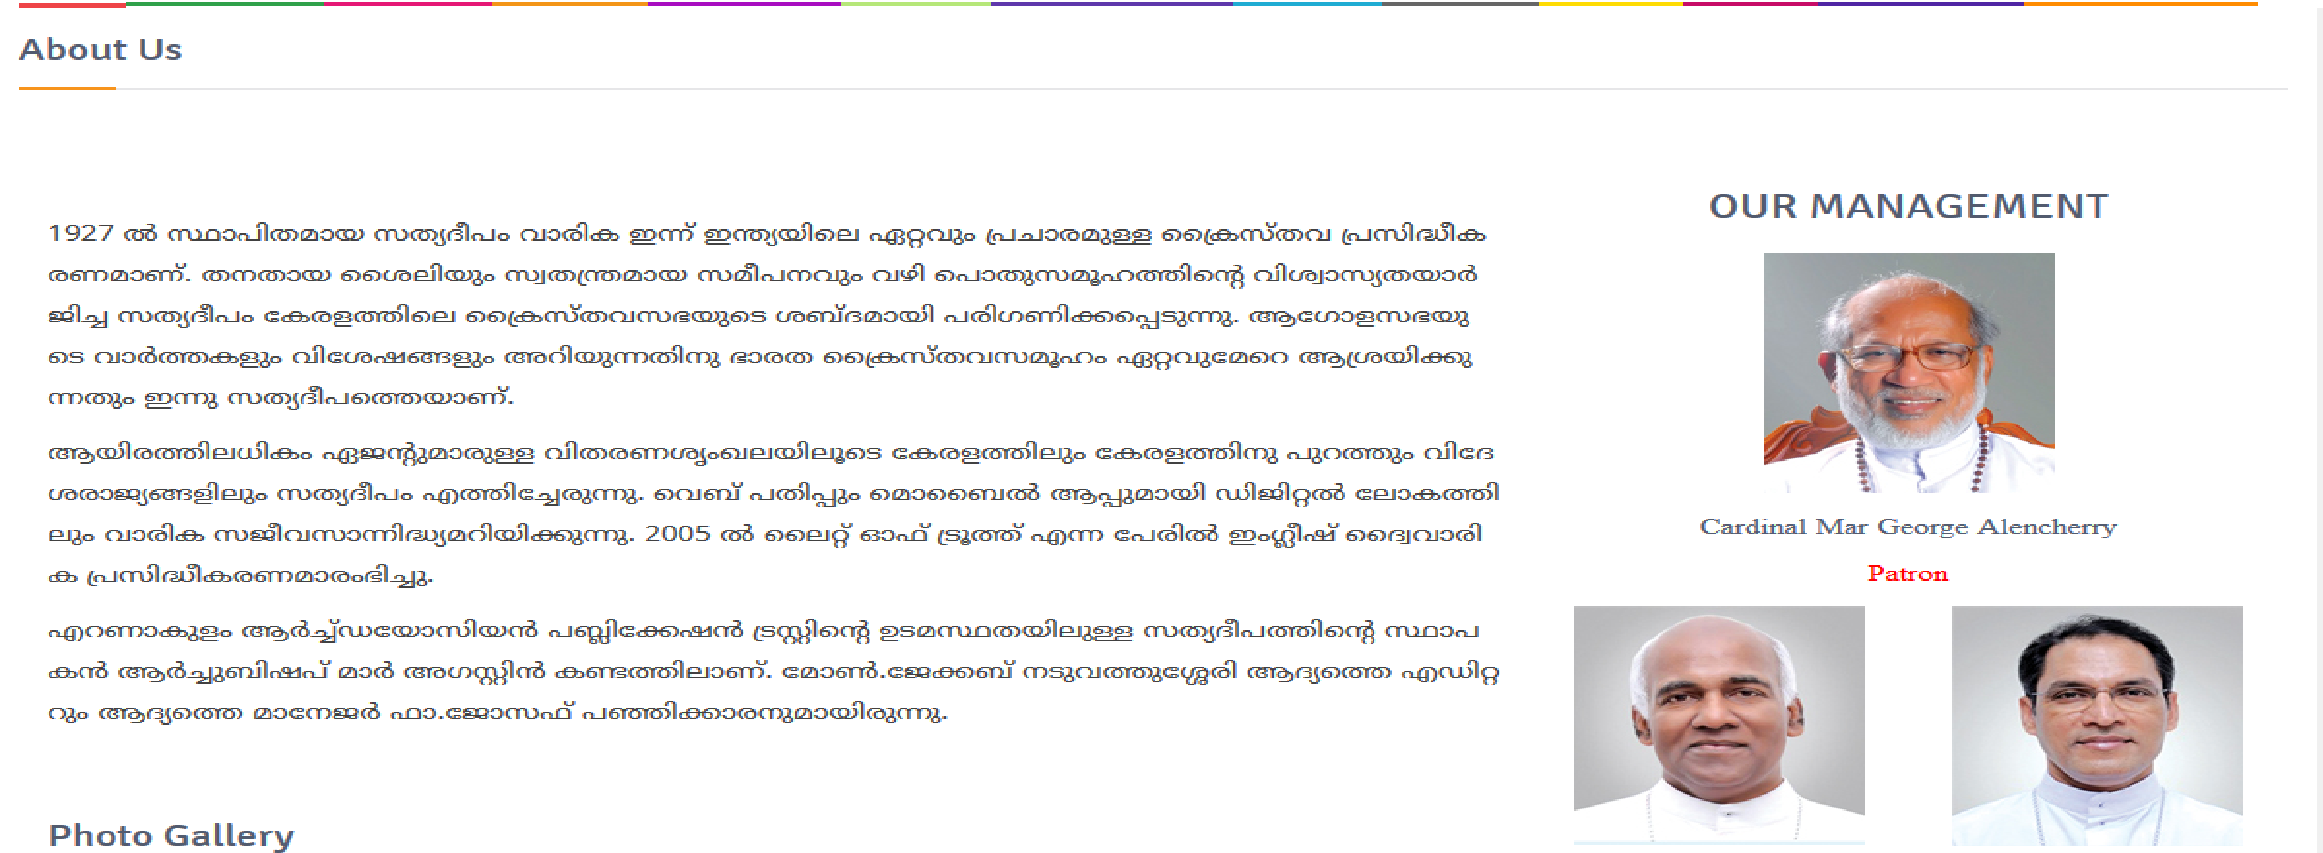 About Us
1927 ൽ സ്ഥാപിതമായ സത്യദീപം വാരിക ഇന്ന് ഇന്ത്യയിലെ ഏറ്റവും പ്രചാരമുള്ള ക്രൈസ്തവ പ്രസിദ്ധീക
രണമാണ്. തനതായ ശൈലിയും സ്വതന്ത്രമായ സമീപനവും വഴി പൊതുസമൂഹത്തിന്റെ വിശ്വാസ്യതയാർ
ജിച്ച സത്യദീപം കേരളത്തിലെ ക്രൈസ്തവസഭയുടെ ശബ്ദമായി പരിഗണിക്കപ്പെടുന്നു. ആഗോളസഭയു
ടെ വാർത്തകളും വിശേഷങ്ങളും അറിയുന്നതിനു ഭാരത ക്രൈസ്തവസമൂഹം ഏറ്റവുമേറെ ആശ്രയിക്കു
ന്നതും ഇന്നു സത്യദീപത്തെയാണ്.
ആയിരത്തിലധികം ഏജന്റുമാരുള്ള വിതരണശൃംഖലയിലൂടെ കേരളത്തിലും കേരളത്തിനു പുറത്തും വിദേ
ശരാജ്യങ്ങളിലും സത്യദീപം എത്തിച്ചേരുന്നു. വെബ് പതിപ്പും മൊബൈൽ ആപ്പുമായി ഡിജിറ്റൽ ലോകത്തി
ലും വാരിക സജീവസാന്നിദ്ധ്യമറിയിക്കുന്നു. 2005 ൽ ലൈറ്റ് ഓഫ് ട്രൂത്ത് എന്ന പേരിൽ ഇംഗ്ലീഷ് ദ്വൈവാരി
ക പ്രസിദ്ധീകരണമാരംഭിച്ചു.
എറണാകുളം ആർച്ച്ഡയോസിയൻ പബ്ലിക്കേഷൻ ട്രസ്റ്റിന്റെ ഉടമസ്ഥതയിലുള്ള സത്യദീപത്തിന്റെ സ്ഥാപ
കൻ ആർച്ചുബിഷപ് മാർ അഗസ്റ്റിൻ കണ്ടത്തിലാണ്. മോൺ.ജേക്കബ് നടുവത്തുശ്ശേരി ആദ്യത്തെ എഡിറ്റ
റും ആദ്യത്തെ മാനേജർ ഫാ.ജോസഫ് പഞ്ഞിക്കാരനുമായിരുന്നു.
Photo Gallery
OUR MANAGEMENT
Cardinal Mar George Alencherry
Patron